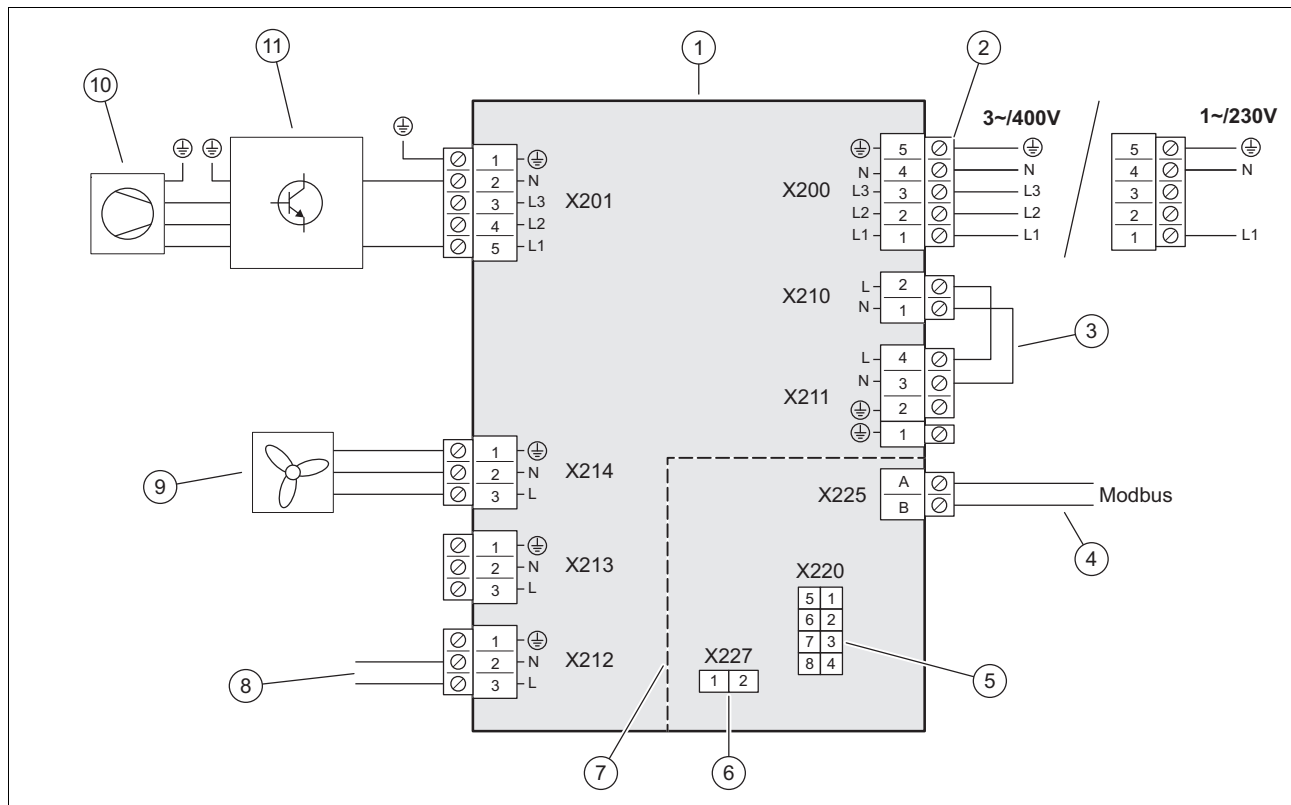 1
2
3
4
5
6
7
8
9
10
11
3~/400V
1~/230V
X200
5
4 N N
3 L3 L3
2 L2 L2
1 L1 L1
5
4 N
3
2
1 L1
X201
1
2 N
3 L3
4 L2
5 L1
X210
L 2
N 1
X211
L 4
N 3
2
1
X214
1
2 N
3 L
X213
1
2 N
3 L
X212
1
2 N
3 L
X225
A
B
Modbus
X220
5 1
6 2
7 3
8 4
X227
1 2